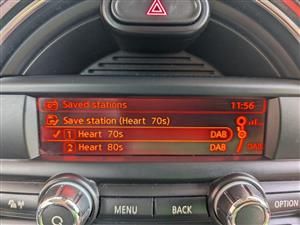 Saved stations 11:56
Save station (Heart 70s)
1 Heart 70s DAB
2 Heart 80s DAB DAB
MENU BACK